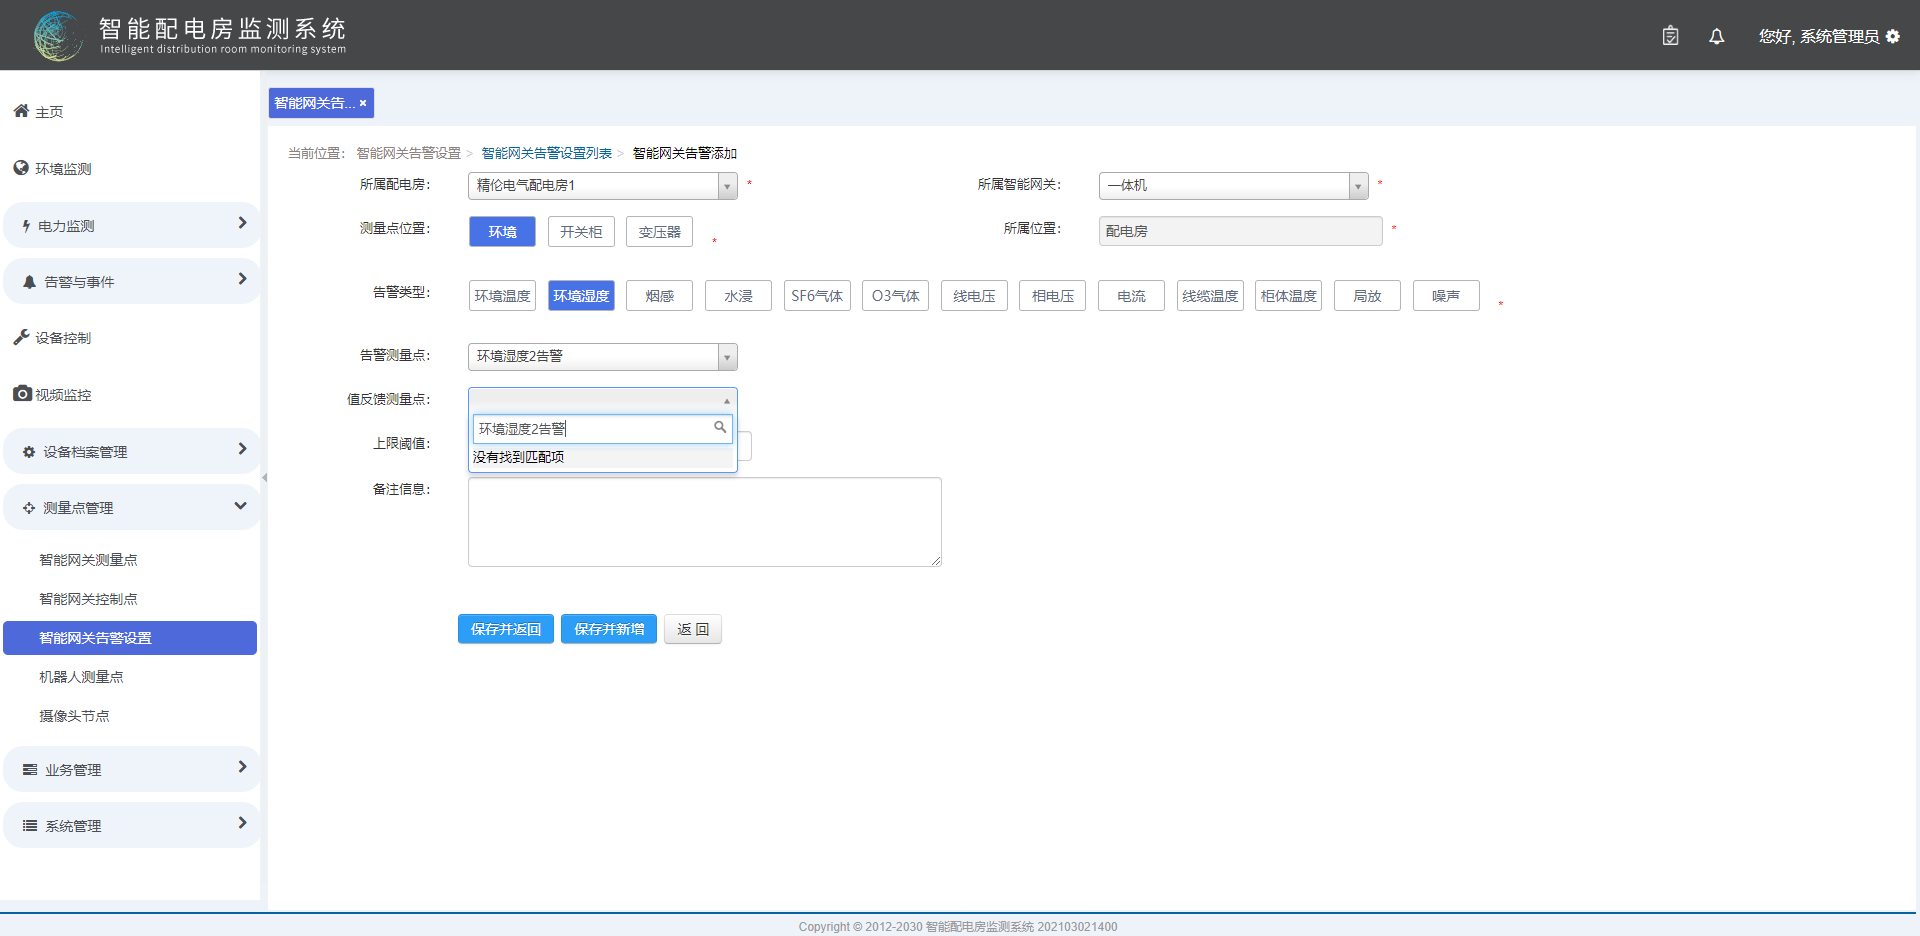 智能配电房监测系统
Intelligent distribution room monitoring system
您好, 系统管理员
主页
环境监测
电力监测
告警与事件
设备控制
视频监控
设备档案管理
测量点管理
智能网关测量点
智能网关控制点
智能网关告警设置
机器人测量点
摄像头节点
业务管理
系统管理
智能网关告... ×
当前位置： 智能网关告警设置 > 智能网关告警设置列表 > 智能网关告警添加
所属配电房： 精伦电气配电房1 * 所属智能网关： 一体机 *
测量点位置： 环境 开关柜 变压器 * 所属位置： 配电房 *
告警类型： 环境温度 环境湿度 烟感 水浸 SF6气体 O3气体 线电压 相电压 电流 线缆温度 柜体温度 局放 噪声 *
告警测量点： 环境湿度2告警
值反馈测量点：
环境湿度2告警
上限阈值：
没有找到匹配项
备注信息：
保存并返回 保存并新增 返 回
Copyright © 2012-2030 智能配电房监测系统 202103021400